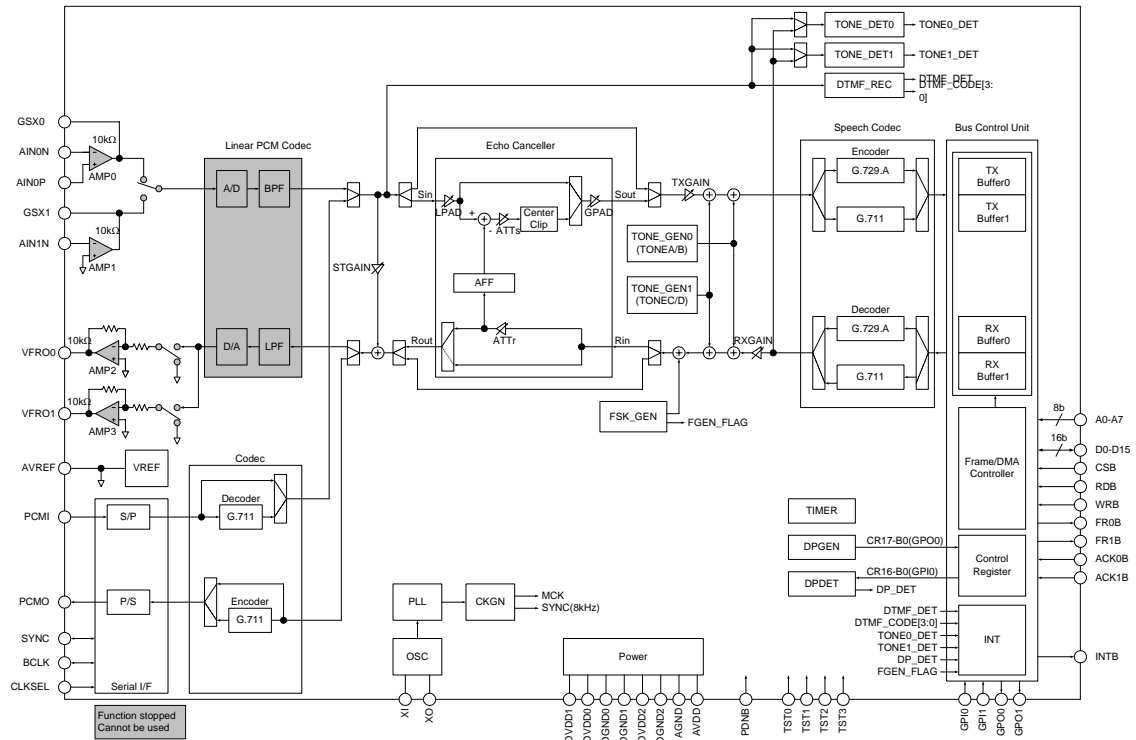 TONE_DET0
TONE0_DET
TONE_DET1
TONE1_DET
DTMF_REC
DTMF_DET
DTMF_CODE[3:
0]
GSX0
10kΩ
AIN0N
AIN0P
AMP0
GSX1
10kΩ
AIN1N
AMP1
Linear PCM Codec
A/D
BPF
D/A
LPF
STGAIN
Echo Canceller
Sin
LPAD
+
-
ATTs
Center
Clip
GPAD
Sout
AFF
ATTr
Rout
Rin
TXGAIN
TONE_GEN0
(TONEA/B)
TONE_GEN1
(TONEC/D)
RXGAIN
FSK_GEN
FGEN_FLAG
Speech Codec
Encoder
G.729.A
G.711
Decoder
G.729.A
G.711
Bus Control Unit
TX
Buffer0
TX
Buffer1
RX
Buffer0
RX
Buffer1
Frame/DMA
Controller
Control
Register
INT
VFRO0
10kΩ
AMP2
VFRO1
10kΩ
AMP3
AVREF
VREF
PCMI
S/P
PCMO
P/S
SYNC
BCLK
CLKSEL
Serial I/F
Codec
Decoder
G.711
Encoder
G.711
PLL
CKGN
MCK
SYNC(8kHz)
OSC
XI
XO
Power
DVDD1
DVDD0
DGND0
DGND1
DVDD2
DGND2
AGND
AVDD
PDNB
TST0
TST1
TST2
TST3
TIMER
DPGEN
CR17-B0(GPO0)
DPDET
CR16-B0(GPI0)
DP_DET
DTMF_DET
DTMF_CODE[3:0]
TONE0_DET
TONE1_DET
DP_DET
FGEN_FLAG
8b
A0-A7
16b
D0-D15
CSB
RDB
WRB
FR0B
FR1B
ACK0B
ACK1B
INTB
GPI0
GPI1
GPO0
GPO1
Function stopped
Cannot be used